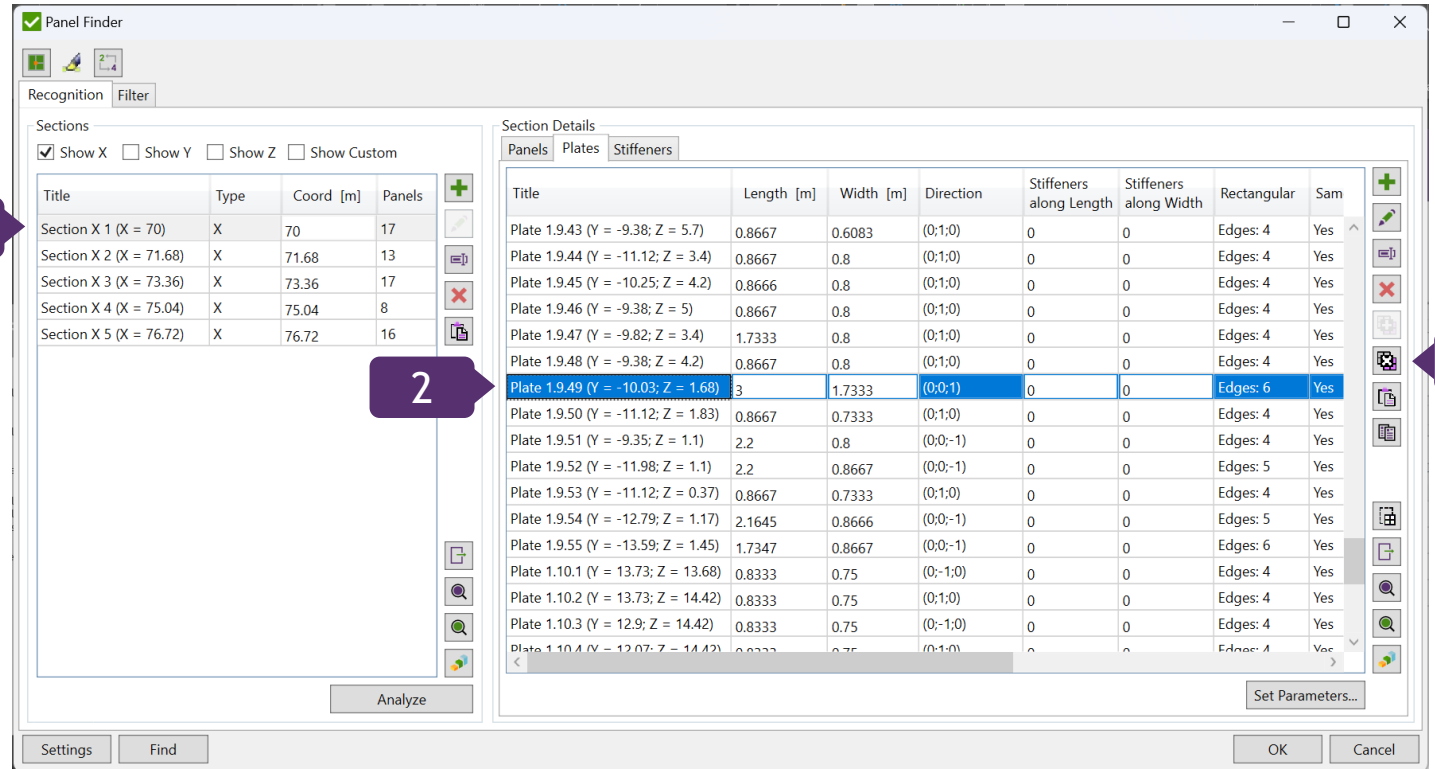 Panel Finder
Recognition Filter
Sections
Show X Show Y Show Z Show Custom
Title Type Coord [m] Panels
Section X 1 (X = 70) X 70 17
Section X 2 (X = 71.68) X 71.68 13
Section X 3 (X = 73.36) X 73.36 17
Section X 4 (X = 75.04) X 75.04 8
Section X 5 (X = 76.72) X 76.72 16
2
Analyze
Section Details
Panels Plates Stiffeners
Title Length [m] Width [m] Direction Stiffeners along Length Stiffeners along Width Rectangular Sam
Plate 1.9.43 (Y = -9.38; Z = 5.7) 0.8667 0.6083 (0;1;0) 0 0 Edges: 4 Yes
Plate 1.9.44 (Y = -11.12; Z = 3.4) 0.8667 0.8 (0;1;0) 0 0 Edges: 4 Yes
Plate 1.9.45 (Y = -10.25; Z = 4.2) 0.8666 0.8 (0;1;0) 0 0 Edges: 4 Yes
Plate 1.9.46 (Y = -9.38; Z = 5) 0.8667 0.8 (0;1;0) 0 0 Edges: 4 Yes
Plate 1.9.47 (Y = -9.82; Z = 3.4) 1.7333 0.8 (0;1;0) 0 0 Edges: 4 Yes
Plate 1.9.48 (Y = -9.38; Z = 4.2) 0.8667 0.8 (0;1;0) 0 0 Edges: 4 Yes
Plate 1.9.49 (Y = -10.03; Z = 1.68) 3 1.7333 (0;0;1) 0 0 Edges: 6 Yes
Plate 1.9.50 (Y = -11.12; Z = 1.83) 0.8667 0.7333 (0;1;0) 0 0 Edges: 4 Yes
Plate 1.9.51 (Y = -9.35; Z = 1.1) 2.2 0.8 (0;0;-1) 0 0 Edges: 4 Yes
Plate 1.9.52 (Y = -11.98; Z = 1.1) 2.2 0.8667 (0;0;-1) 0 0 Edges: 5 Yes
Plate 1.9.53 (Y = -11.12; Z = 0.37) 0.8667 0.7333 (0;1;0) 0 0 Edges: 4 Yes
Plate 1.9.54 (Y = -12.79; Z = 1.17) 2.1645 0.8666 (0;0;-1) 0 0 Edges: 5 Yes
Plate 1.9.55 (Y = -13.59; Z = 1.45) 1.7347 0.8667 (0;0;-1) 0 0 Edges: 6 Yes
Plate 1.10.1 (Y = 13.73; Z = 13.68) 0.8333 0.75 (0;-1;0) 0 0 Edges: 4 Yes
Plate 1.10.2 (Y = 13.73; Z = 14.42) 0.8333 0.75 (0;1;0) 0 0 Edges: 4 Yes
Plate 1.10.3 (Y = 12.9; Z = 14.42) 0.8333 0.75 (0;-1;0) 0 0 Edges: 4 Yes
Plate 1.10.4 (Y = 12.07; Z = 14.42) 0.8333 0.75 (0;1;0) 0 0 Edges: 4 Yes
Set Parameters...
Settings Find OK Cancel